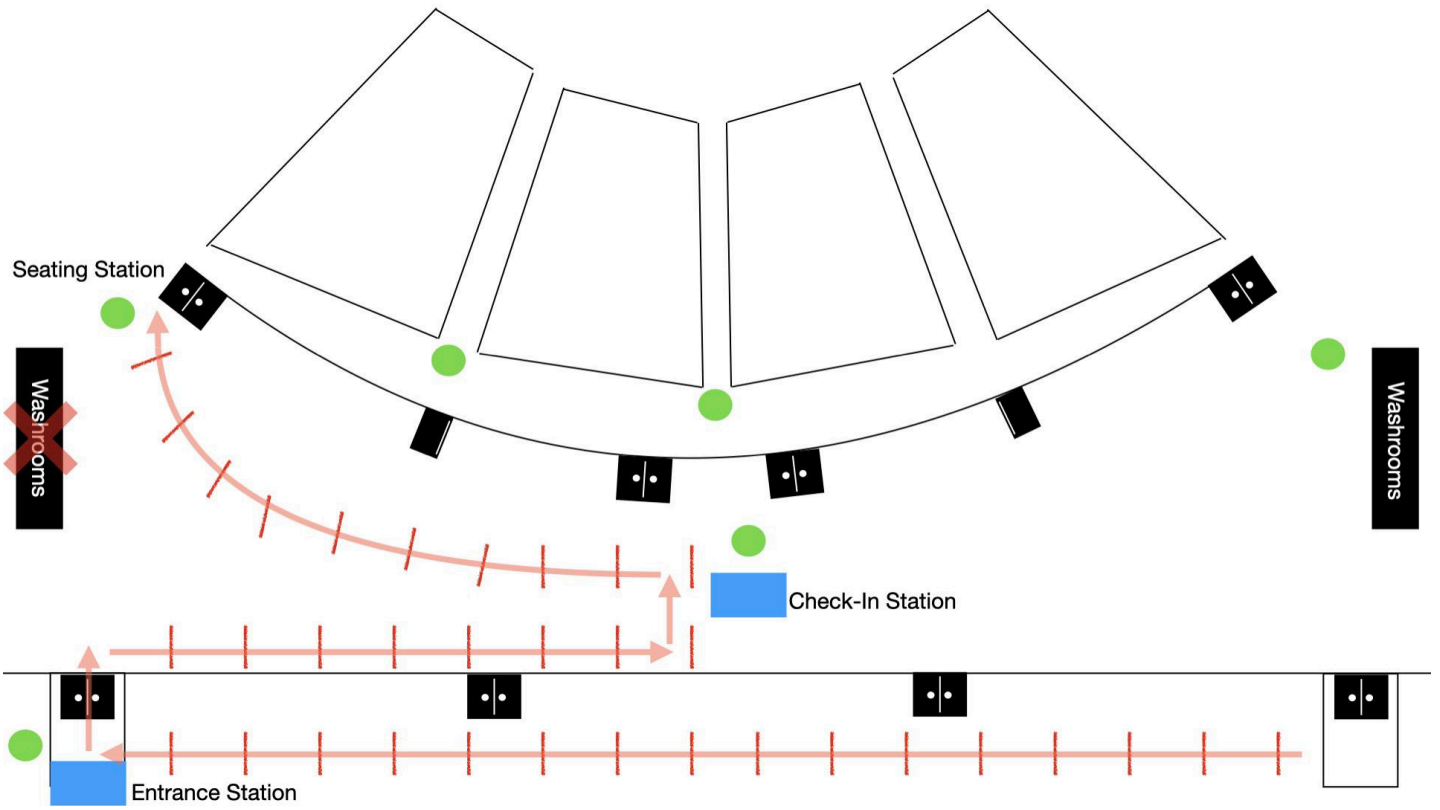 Seating Station
Washrooms
Washrooms
Check-In Station
Entrance Station